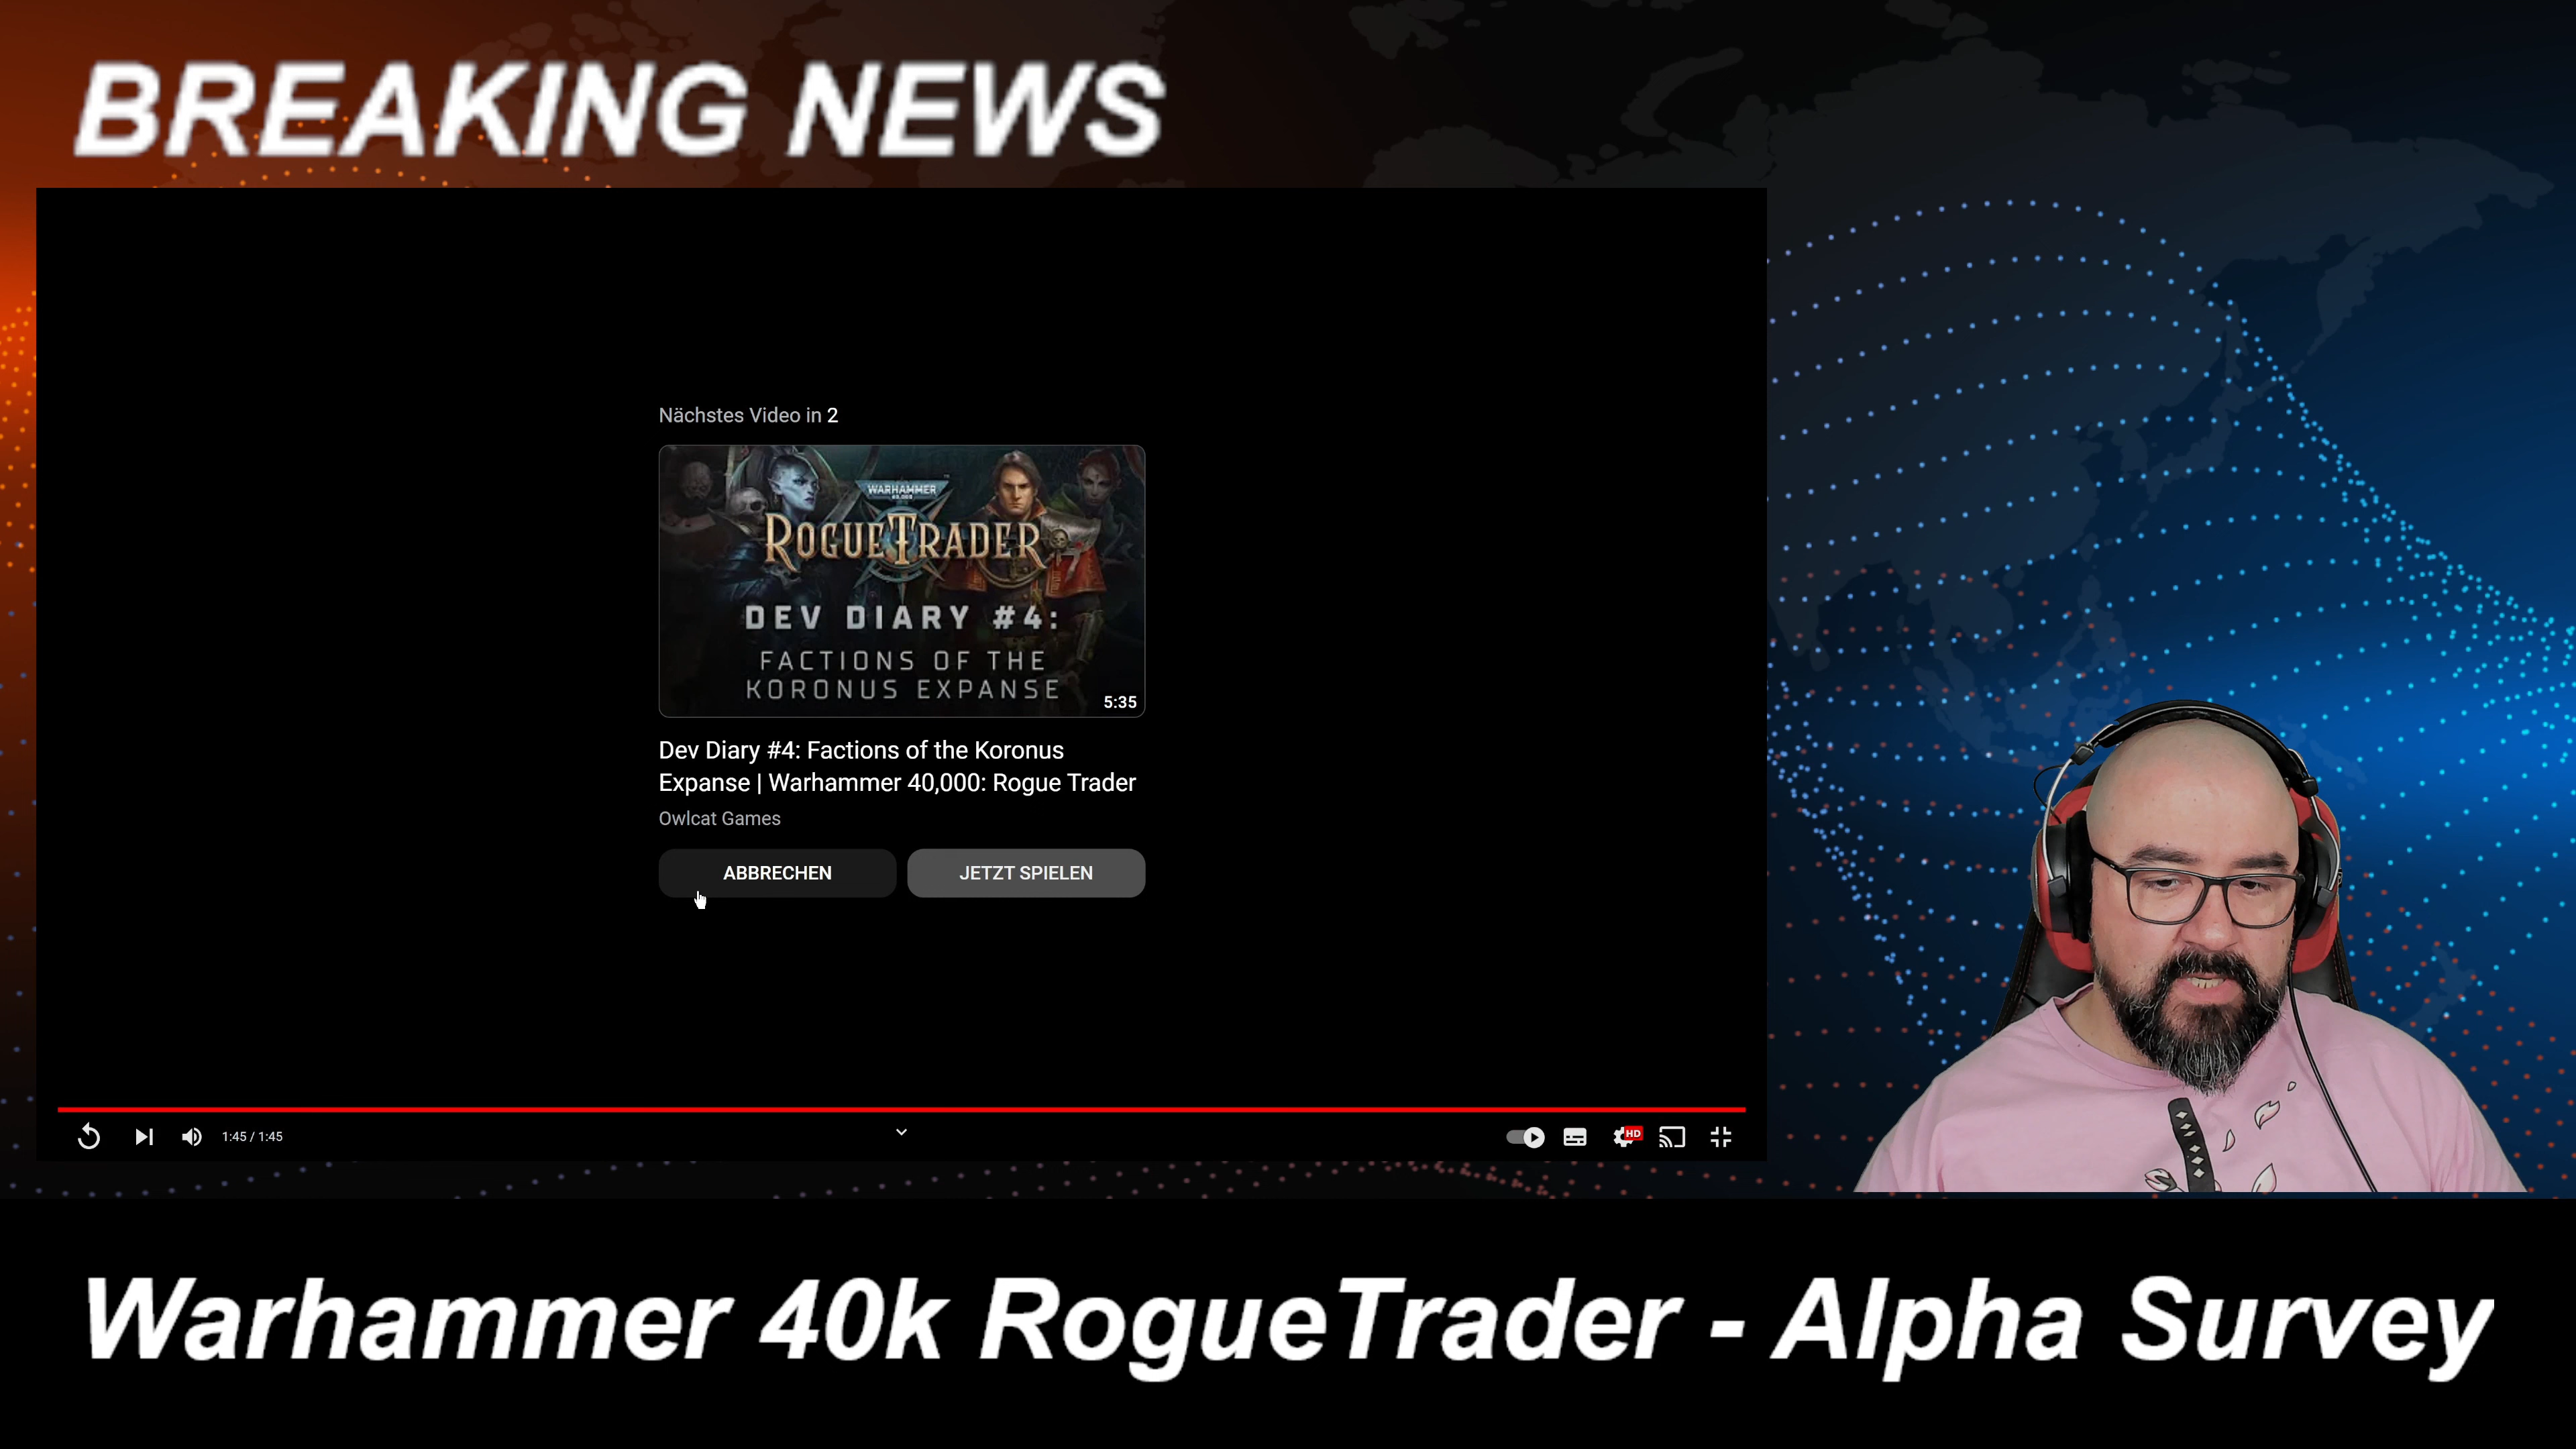 BREAKING NEWS
Nächstes Video in 2
WARHAMMER
40,000
ROGUE TRADER
DEV DIARY #4:
FACTIONS OF THE
KORONUS EXPANSE
5:35
Dev Diary #4: Factions of the Koronus
Expanse | Warhammer 40,000: Rogue Trader
Owlcat Games
ABBRECHEN
JETZT SPIELEN
1:45 / 1:45
HD
Warhammer 40k RogueTrader - Alpha Survey